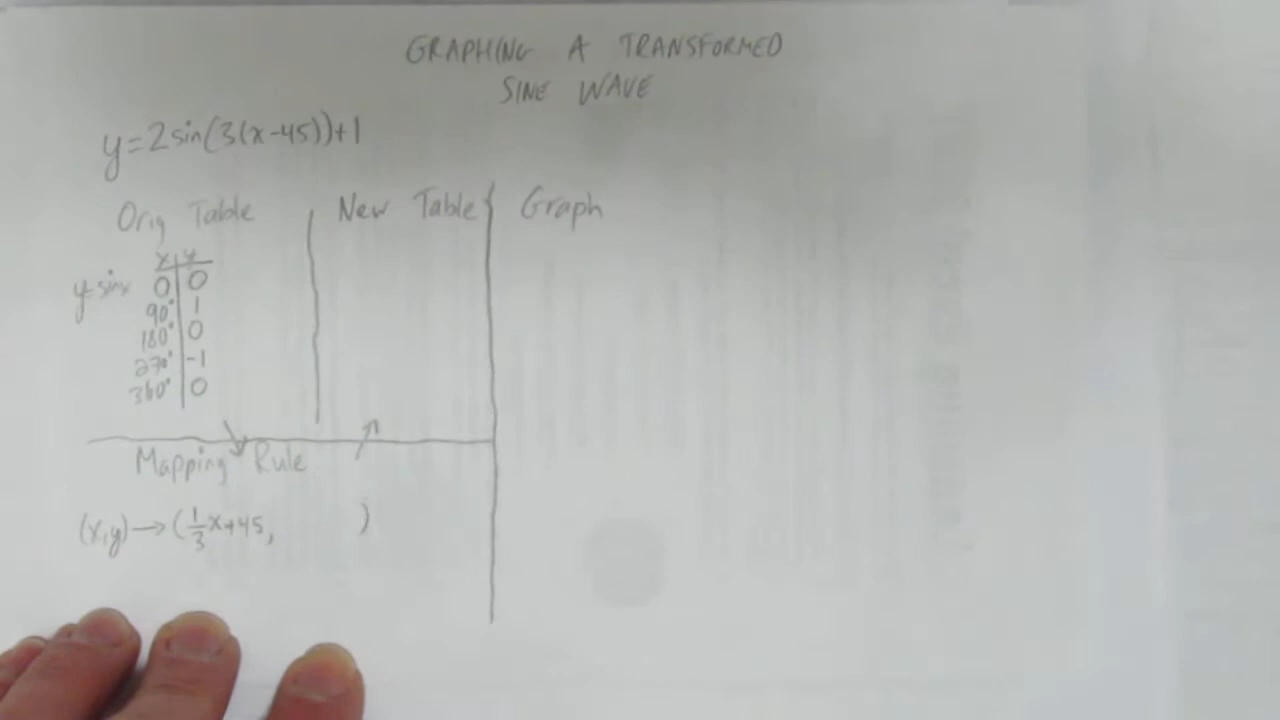 GRAPHING A TRANSFORMED
SINE WAVE
y=2sin(3(x-45))+1
Orig Table
New Table
Graph
x y
y=sinx 0 0
90° 1
180° 0
270° -1
360° 0
Mapping Rule
(x,y)→(1/3x+45, )